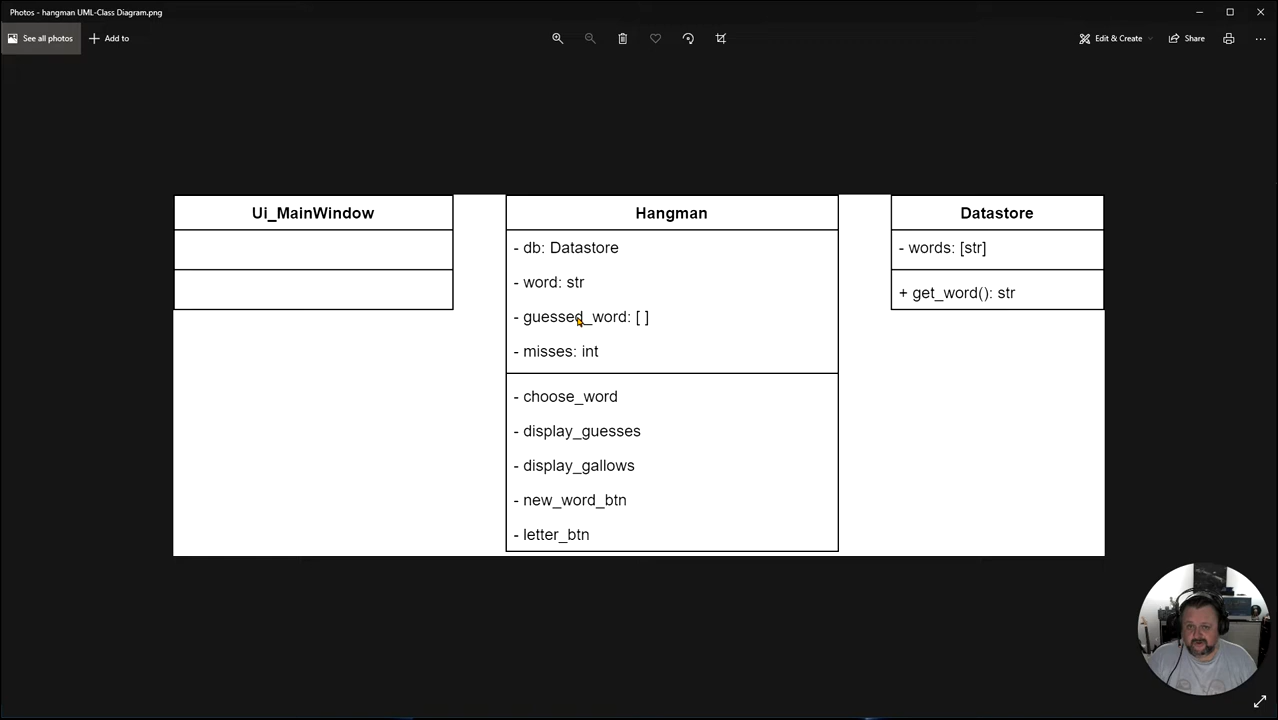 Photos - hangman UML-Class Diagram.png
See all photos
Add to
Edit & Create
Share
Ui_MainWindow
Hangman
- db: Datastore
- word: str
- guessed_word: [ ]
- misses: int
- choose_word
- display_guesses
- display_gallows
- new_word_btn
- letter_btn
Datastore
- words: [str]
+ get_word(): str